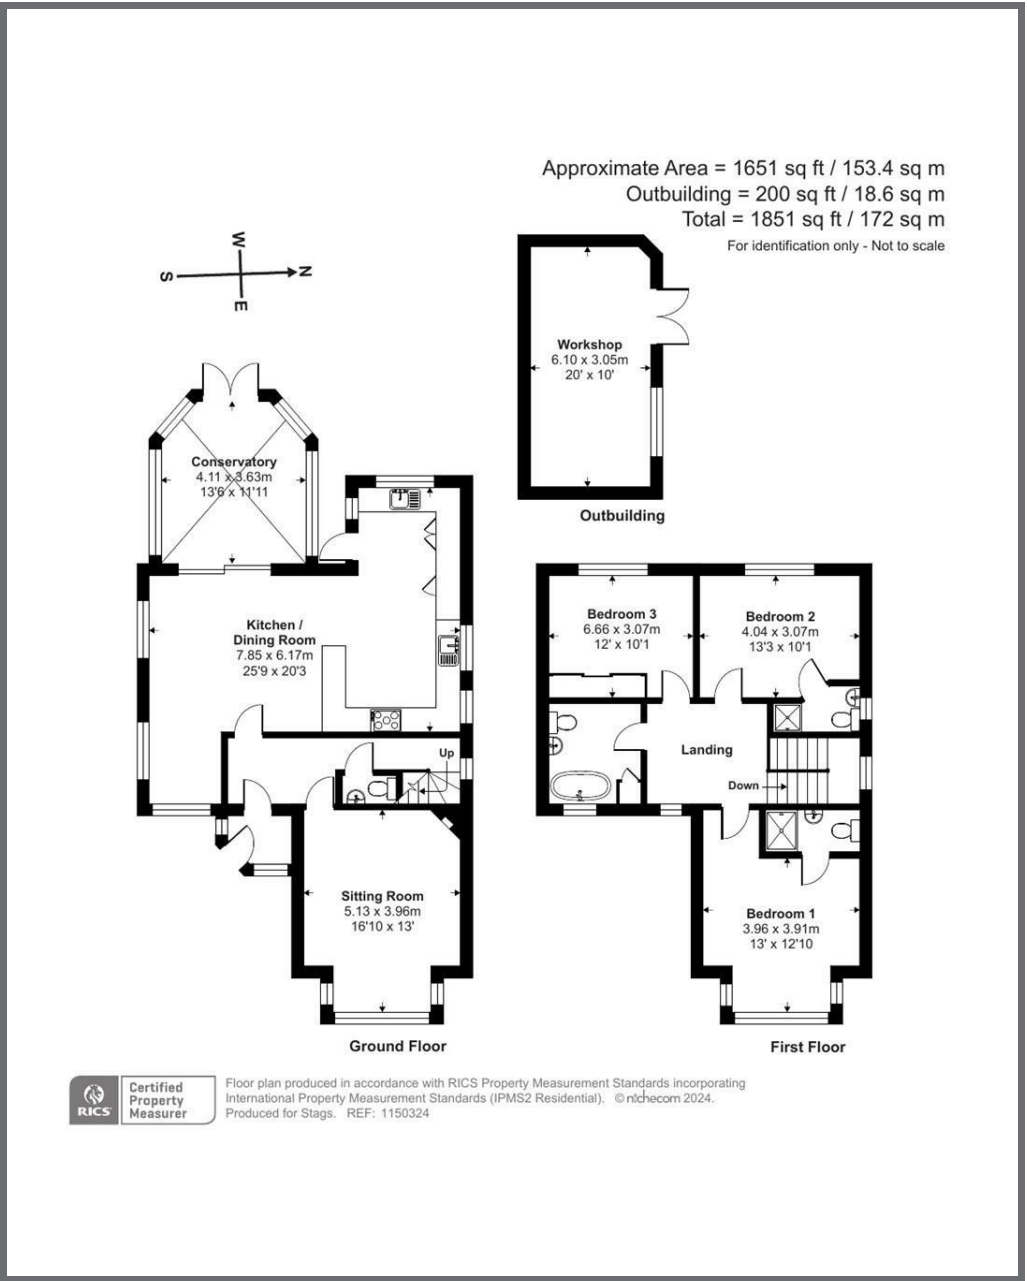 Approximate Area = 1651 sq ft / 153.4 sq m
Outbuilding = 200 sq ft / 18.6 sq m
Total = 1851 sq ft / 172 sq m
For identification only - Not to scale
W
S
N
E
Workshop
6.10 x 3.05m
20' x 10'
Outbuilding
Conservatory
4.11 x 3.63m
13'6 x 11'11
Kitchen /
Dining Room
7.85 x 6.17m
25'9 x 20'3
Up
Sitting Room
5.13 x 3.96m
16'10 x 13'
Ground Floor
Bedroom 3
6.66 x 3.07m
12' x 10'1
Bedroom 2
4.04 x 3.07m
13'3 x 10'1
Landing
Down
Bedroom 1
3.96 x 3.91m
13' x 12'10
First Floor
RICS
Certified
Property
Measurer
Floor plan produced in accordance with RICS Property Measurement Standards incorporating
International Property Measurement Standards (IPMS2 Residential). © nichecom 2024.
Produced for Stags. REF: 1150324